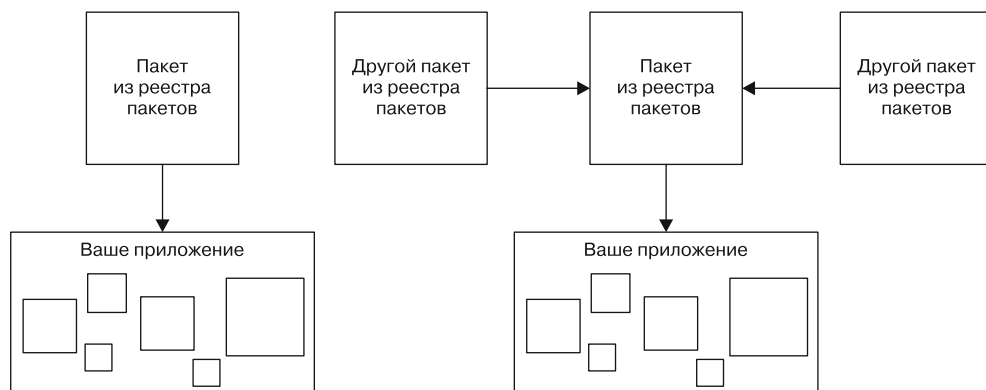 Пакет
из реестра
пакетов
Другой пакет
из реестра
пакетов
Пакет
из реестра
пакетов
Другой пакет
из реестра
пакетов
Ваше приложение
Ваше приложение